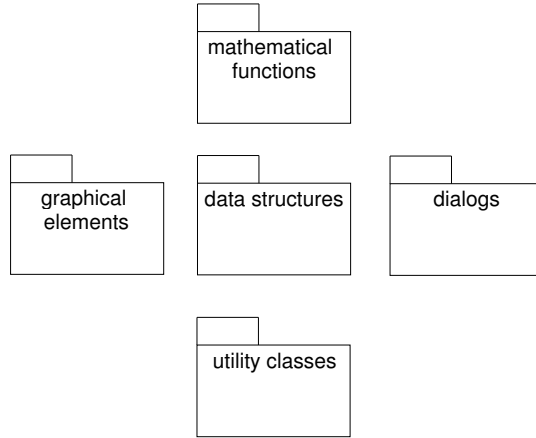 mathematical
functions
graphical
elements
data structures
dialogs
utility classes